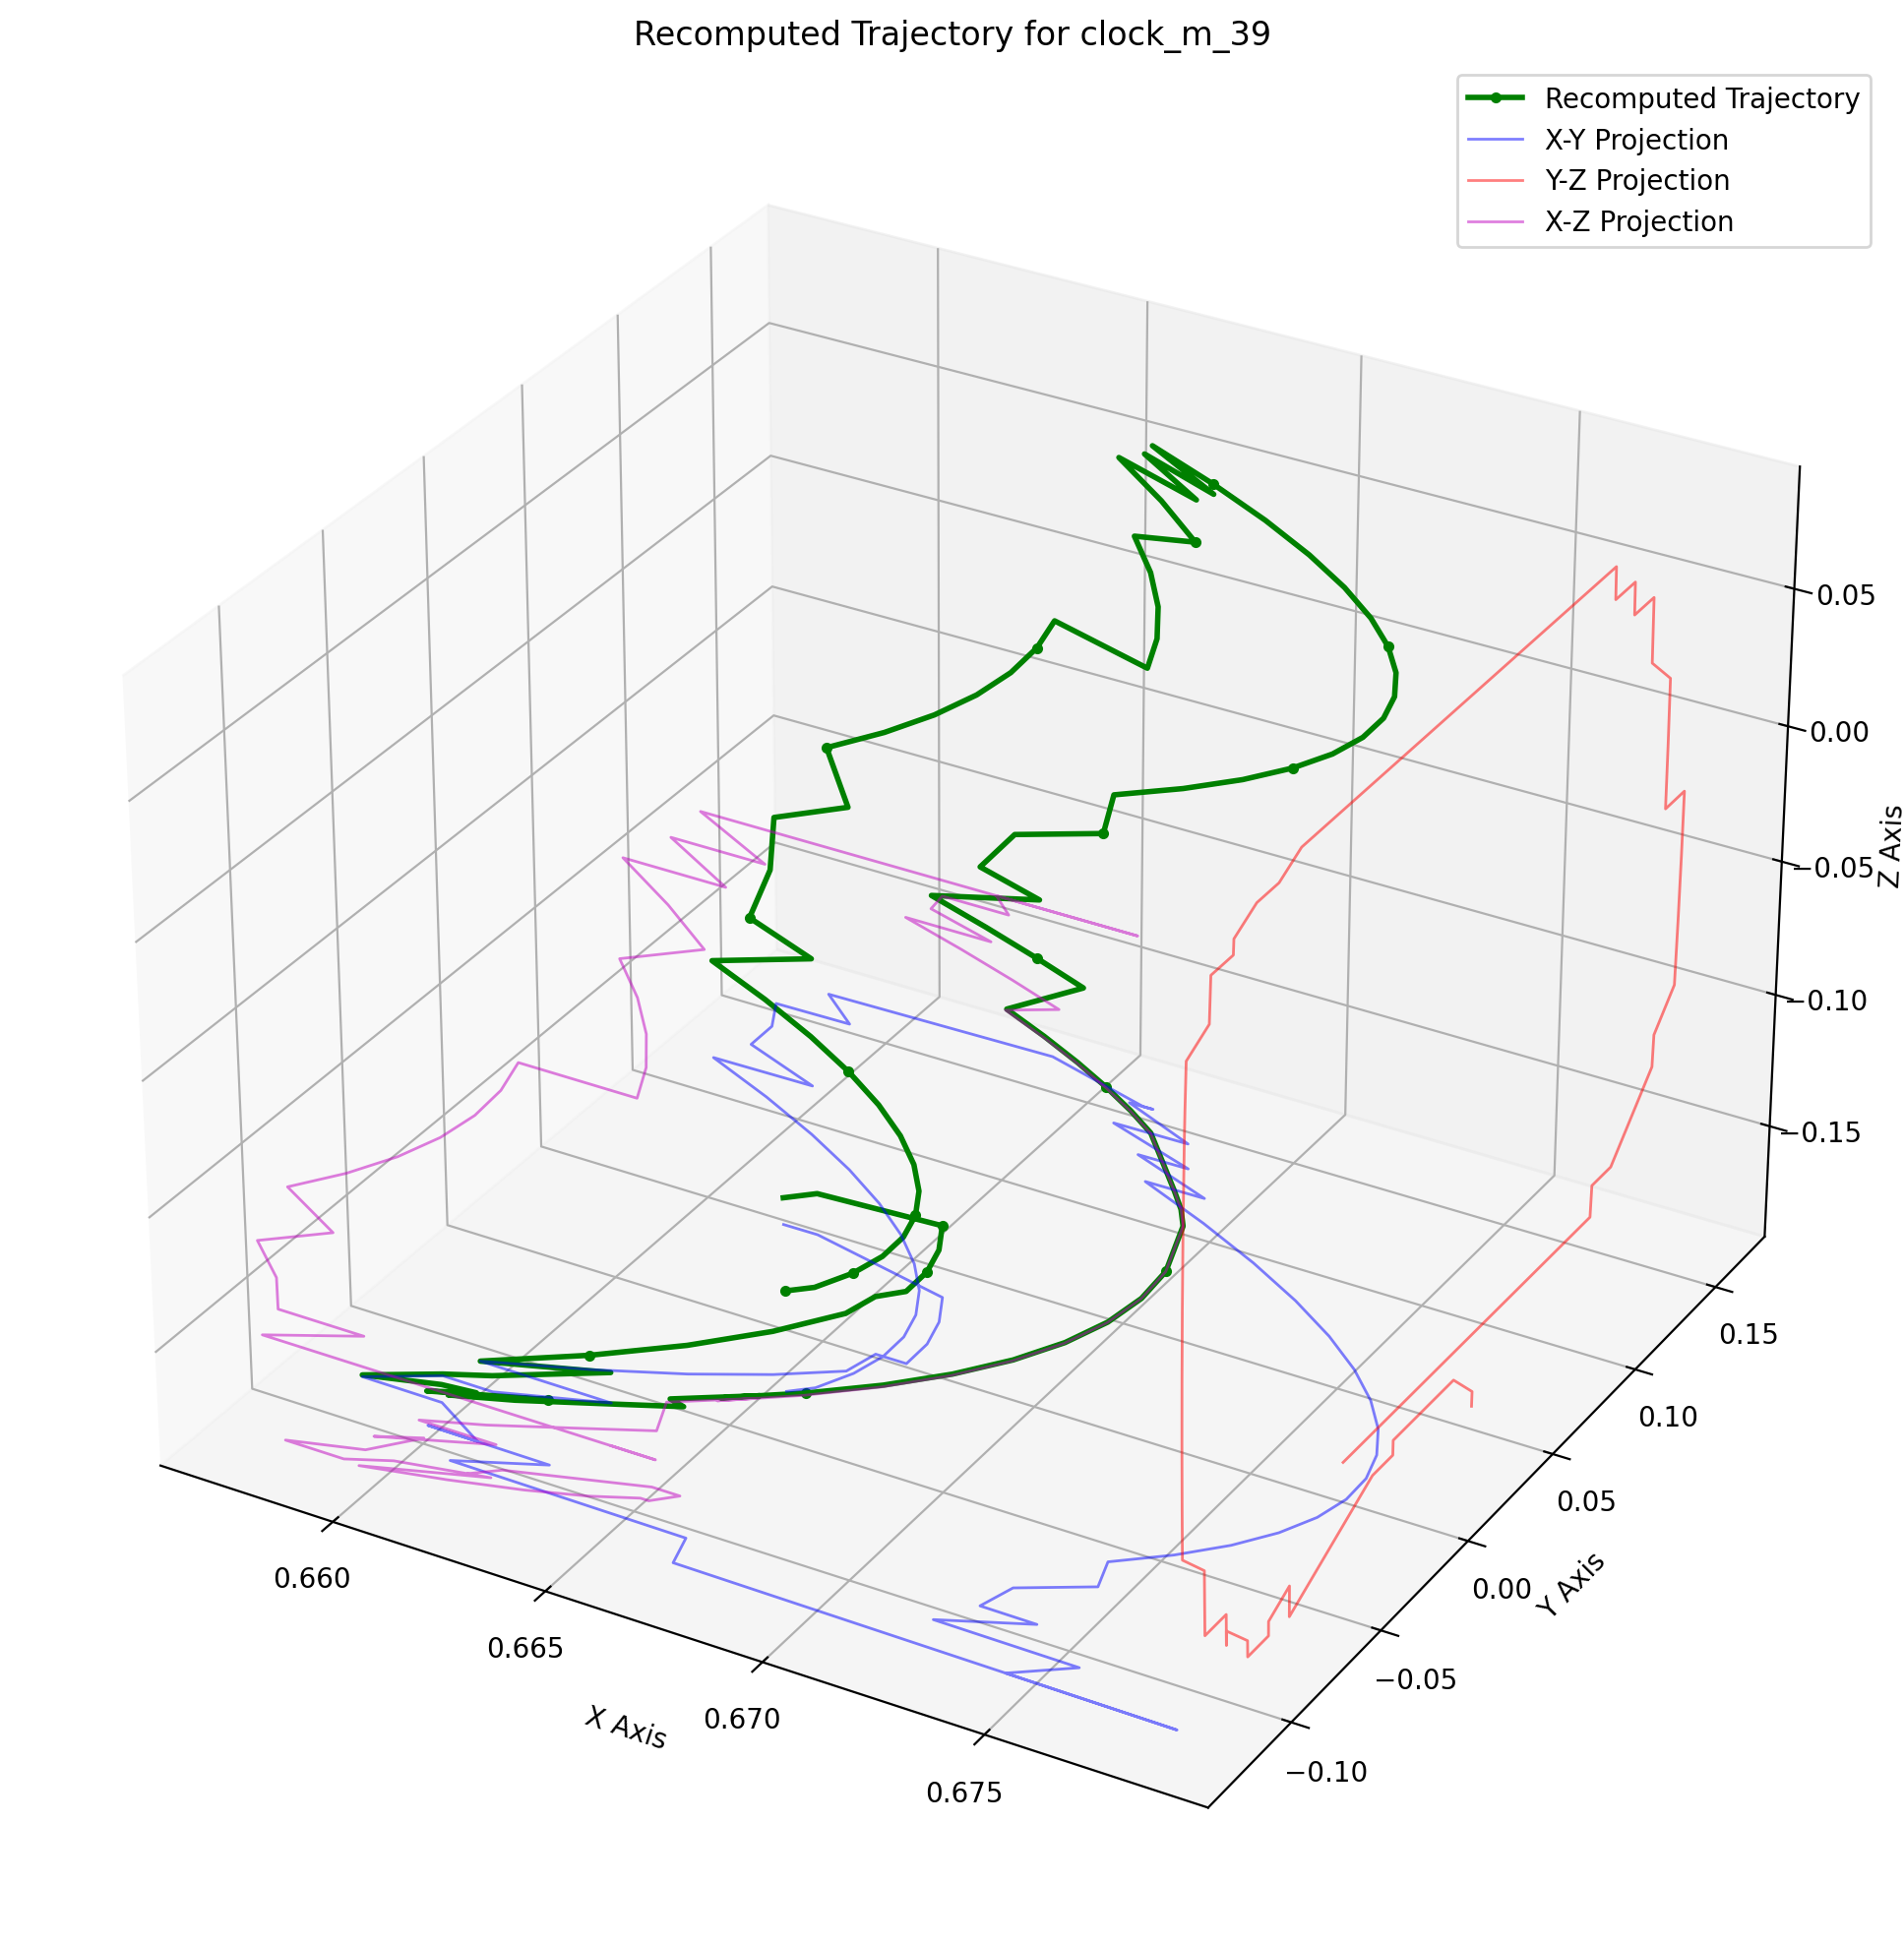 Recomputed Trajectory for clock_m_39
Recomputed Trajectory
X-Y Projection
Y-Z Projection
X-Z Projection
0.05
0.00
−0.05
−0.10
−0.15
Z Axis
0.15
0.10
0.05
0.00
−0.05
−0.10
Y Axis
0.660
0.665
0.670
0.675
X Axis